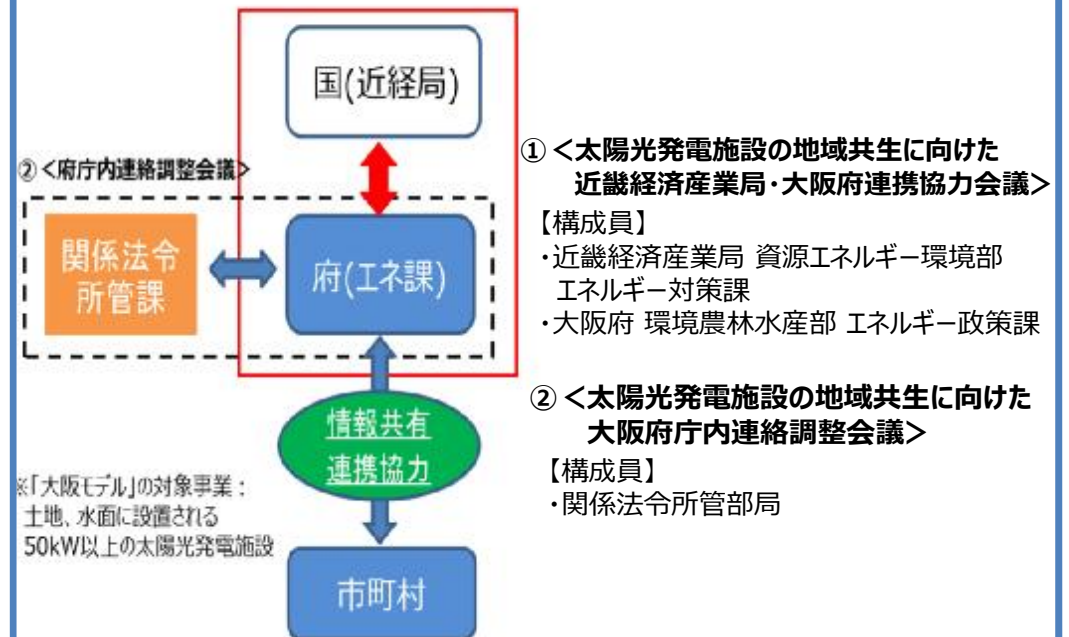 国(近経局)
②<府庁内連絡調整会議>
関係法令
所管課
府(エネ課)
情報共有
連携協力
※「大阪モデル」の対象事業：
土地、水面に設置される
50kW以上の太陽光発電施設
市町村
①<太陽光発電施設の地域共生に向けた
近畿経済産業局・大阪府連携協力会議>
【構成員】
・近畿経済産業局 資源エネルギー環境部
エネルギー対策課
・大阪府 環境農林水産部 エネルギー政策課
②<太陽光発電施設の地域共生に向けた
大阪府庁内連絡調整会議>
【構成員】
・関係法令所管部局